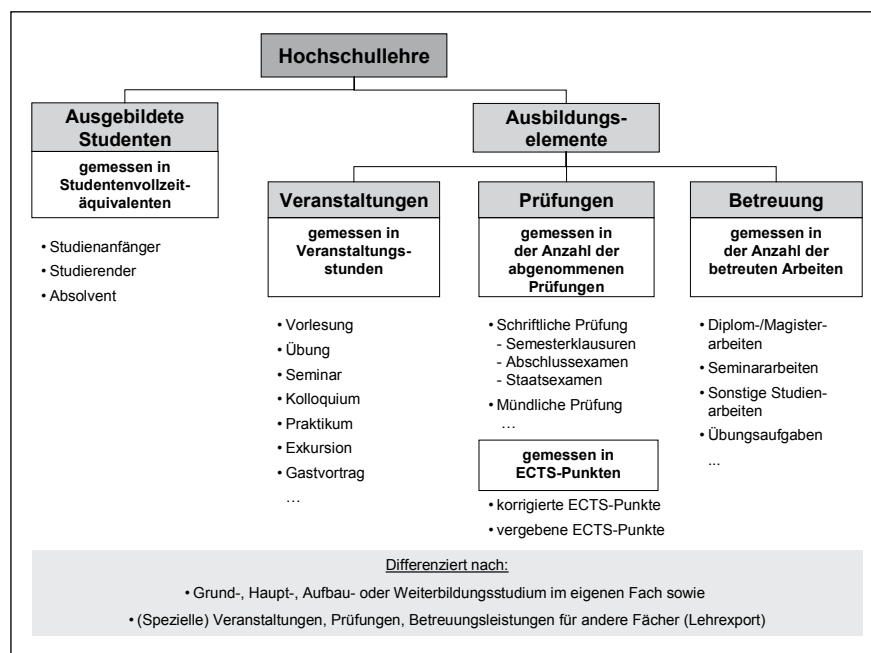 Hochschullehre
Ausgebildete
Studenten
gemessen in
Studentenvollzeit-
äquivalenten
• Studienanfänger
• Studierender
• Absolvent
Ausbildungs-
elemente
Veranstaltungen
gemessen in
Veranstaltungs-
stunden
• Vorlesung
• Übung
• Seminar
• Kolloquium
• Praktikum
• Exkursion
• Gastvortrag
…
Prüfungen
gemessen in
der Anzahl der
abgenommenen
Prüfungen
• Schriftliche Prüfung
- Semesterklausuren
- Abschlussexamen
- Staatsexamen
• Mündliche Prüfung
…
gemessen in
ECTS-Punkten
• korrigierte ECTS-Punkte
• vergebene ECTS-Punkte
Betreuung
gemessen in
der Anzahl der
betreuten Arbeiten
• Diplom-/Magister-
arbeiten
• Seminararbeiten
• Sonstige Studien-
arbeiten
• Übungsaufgaben
...
Differenziert nach:
• Grund-, Haupt-, Aufbau- oder Weiterbildungsstudium im eigenen Fach sowie
• (Spezielle) Veranstaltungen, Prüfungen, Betreuungsleistungen für andere Fächer (Lehrexport)